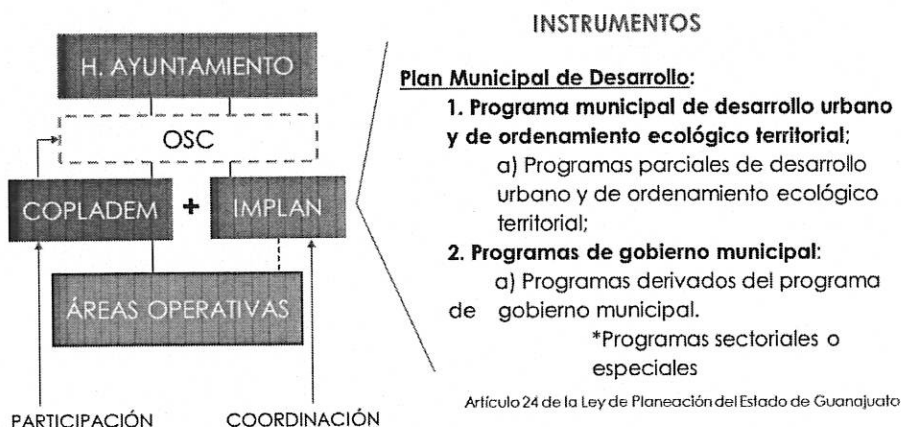 H. AYUNTAMIENTO
OSC
COPLADEM + IMPLAN
ÁREAS OPERATIVAS
PARTICIPACIÓN
COORDINACIÓN
INSTRUMENTOS
Plan Municipal de Desarrollo:
1. Programa municipal de desarrollo urbano
y de ordenamiento ecológico territorial;
a) Programas parciales de desarrollo
urbano y de ordenamiento ecológico
territorial;
2. Programas de gobierno municipal:
a) Programas derivados del programa
de gobierno municipal.
*Programas sectoriales o
especiales
Artículo 24 de la Ley de Planeación del Estado de Guanajuato